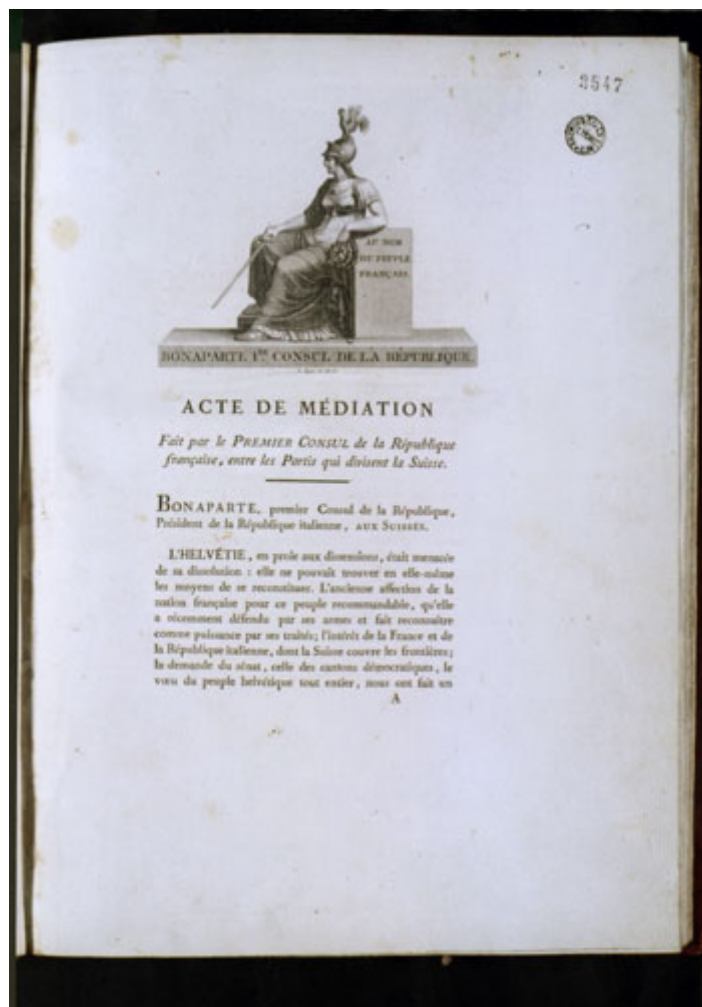 3547
AU NOM
DU PEUPLE
FRANÇAIS.
BONAPARTE I.ER CONSUL DE LA RÉPUBLIQUE.
ACTE DE MÉDIATION
Fait par le PREMIER CONSUL de la République
française, entre les Partis qui divisent la Suisse.
BONAPARTE, premier Consul de la République,
Président de la République italienne, AUX SUISSES.
L'HELVÉTIE, en proie aux dissensions, était menacée
de sa dissolution : elle ne pouvait trouver en elle-même
les moyens de se reconstituer. L'ancienne affection de la
nation française pour ce peuple recommandable, qu'elle
a récemment défendu par ses armes et fait reconnaître
comme puissance par ses traités; l'intérêt de la France et de
la République italienne, dont la Suisse couvre les frontières;
la demande du sénat, celle des cantons démocratiques, le
vœu du peuple helvétique tout entier, nous ont fait un
A